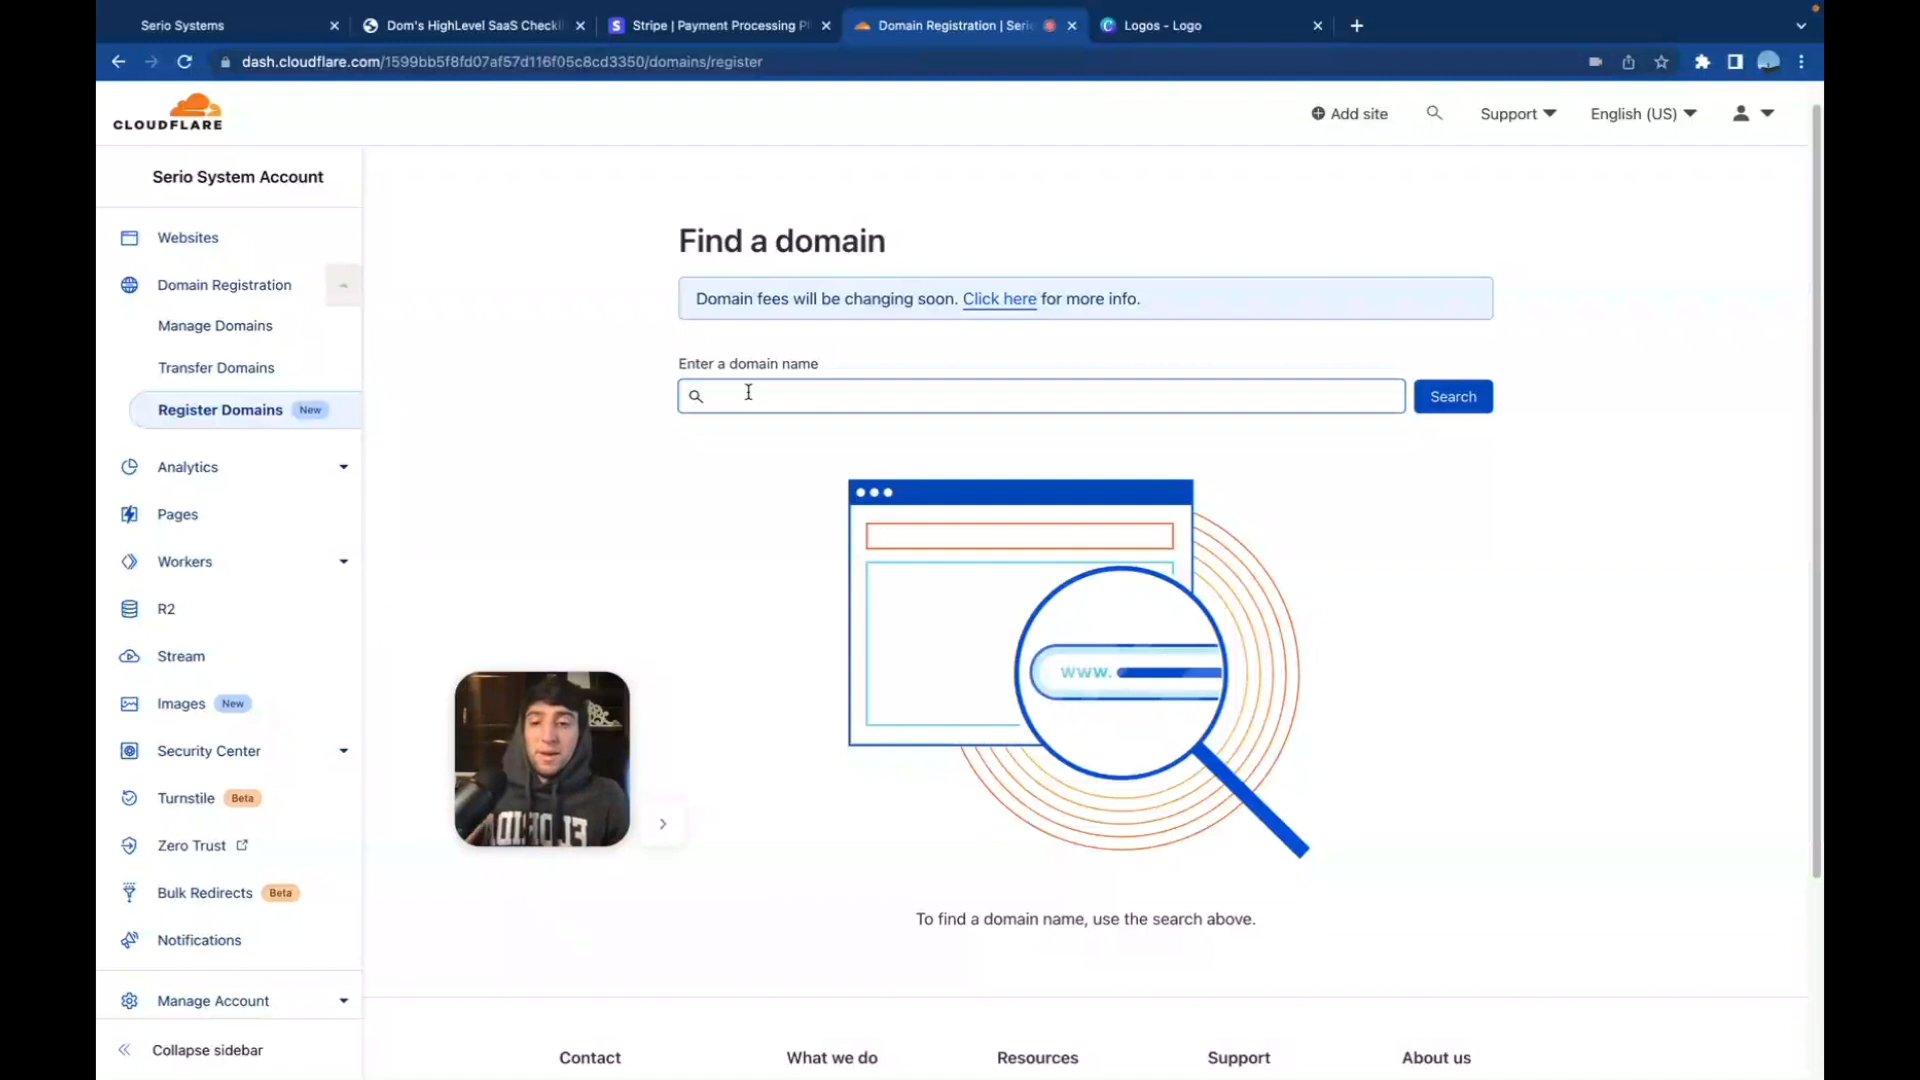 Serio Systems
Dom's HighLevel SaaS Checkli
Stripe | Payment Processing Pl
Domain Registration | Serio
Logos - Logo
dash.cloudflare.com/1599bb5f8fd07af57d116f05c8cd3350/domains/register
CLOUDFLARE
Add site
Support
English (US)
Serio System Account
Websites
Domain Registration
Manage Domains
Transfer Domains
Register Domains New
Analytics
Pages
Workers
R2
Stream
Images New
Security Center
Turnstile Beta
Zero Trust
Bulk Redirects Beta
Notifications
Manage Account
Collapse sidebar
Find a domain
Domain fees will be changing soon. Click here for more info.
Enter a domain name
Search
www.
To find a domain name, use the search above.
Contact
What we do
Resources
Support
About us